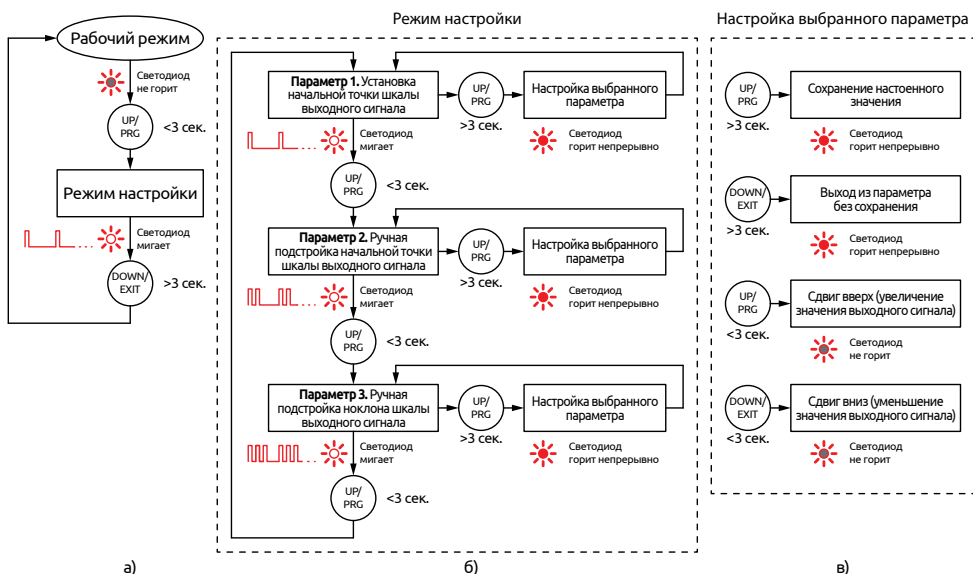 Рабочий режим
Светодиод
не горит
UP/
PRG
<3 сек.
Режим настройки
Светодиод
мигает
DOWN/
EXIT
>3 сек.
а)
Режим настройки
Параметр 1. Установка
начальной точки шкалы
выходного сигнала
UP/
PRG
>3 сек.
Настройка выбранного
параметра
Светодиод
мигает
Светодиод
горит непрерывно
UP/
PRG
<3 сек.
Параметр 2. Ручная
подстройка начальной точки
шкалы выходного сигнала
UP/
PRG
>3 сек.
Настройка выбранного
параметра
Светодиод
мигает
Светодиод
горит непрерывно
UP/
PRG
<3 сек.
Параметр 3. Ручная
подстройка ноклона шкалы
выходного сигнала
UP/
PRG
>3 сек.
Настройка выбранного
параметра
Светодиод
мигает
Светодиод
горит непрерывно
UP/
PRG
<3 сек.
б)
Настройка выбранного параметра
UP/
PRG
>3 сек.
Сохранение настоенного
значения
Светодиод
горит непрерывно
DOWN/
EXIT
>3 сек.
Выход из параметра
без сохранения
Светодиод
горит непрерывно
UP/
PRG
<3 сек.
Сдвиг вверх (увеличение
значения выходного сигнала)
Светодиод
не горит
DOWN/
EXIT
<3 сек.
Сдвиг вниз (уменьшение
значения выходного сигнала)
Светодиод
не горит
в)